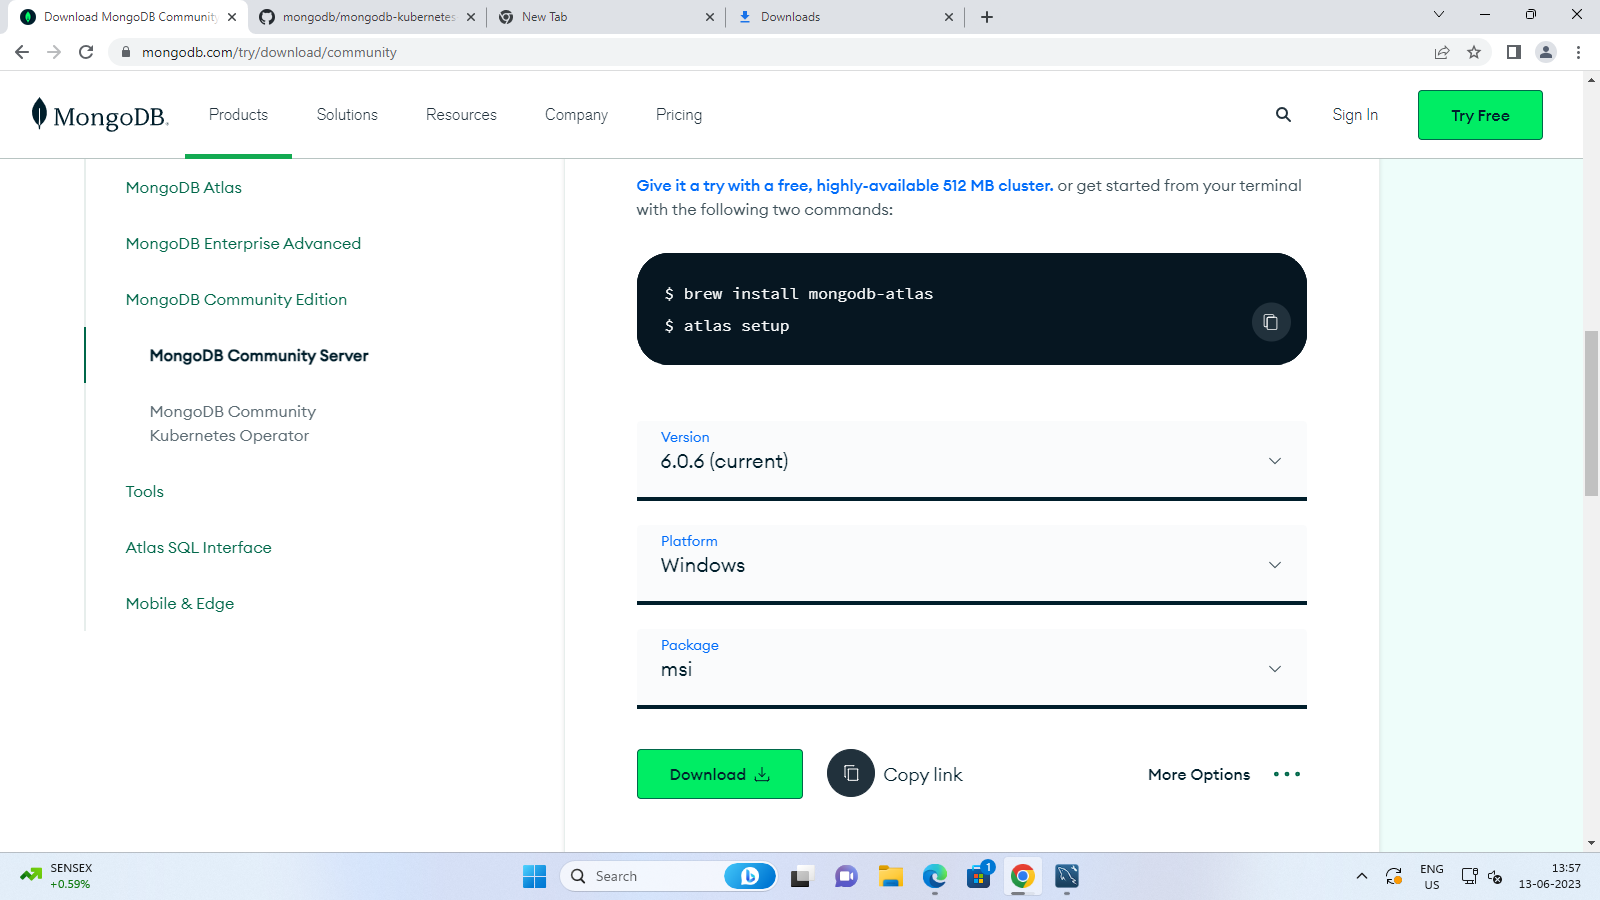 Download MongoDB Community
mongodb/mongodb-kubernetes
New Tab
Downloads
mongodb.com/try/download/community
MongoDB.
Products
Solutions
Resources
Company
Pricing
Sign In
Try Free
MongoDB Atlas
MongoDB Enterprise Advanced
MongoDB Community Edition
MongoDB Community Server
MongoDB Community
Kubernetes Operator
Tools
Atlas SQL Interface
Mobile & Edge
Give it a try with a free, highly-available 512 MB cluster. or get started from your terminal
with the following two commands:
$ brew install mongodb-atlas
$ atlas setup
Version
6.0.6 (current)
Platform
Windows
Package
msi
Download
Copy link
More Options
SENSEX
+0.59%
Search
1
ENG
US
13:57
13-06-2023